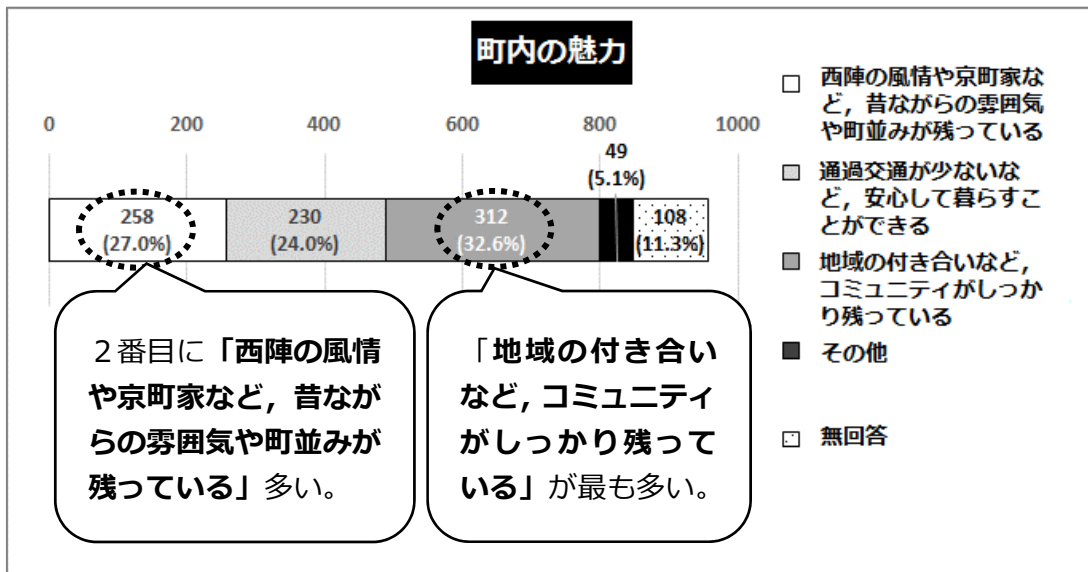 町内の魅力
0 200 400 600 800 1000
49
(5.1%)
258
(27.0%)
230
(24.0%)
312
(32.6%)
108
(11.3%)
西陣の風情や京町家な
ど，昔ながらの雰囲気
や町並みが残っている
通過交通が少ないな
ど，安心して暮らすこ
とができる
地域の付き合いなど，
コミュニティがしっか
り残っている
その他
無回答
２番目に「西陣の風情
や京町家など，昔なが
らの雰囲気や町並みが
残っている」多い。
「地域の付き合い
など，コミュニティ
がしっかり残って
いる」が最も多い。